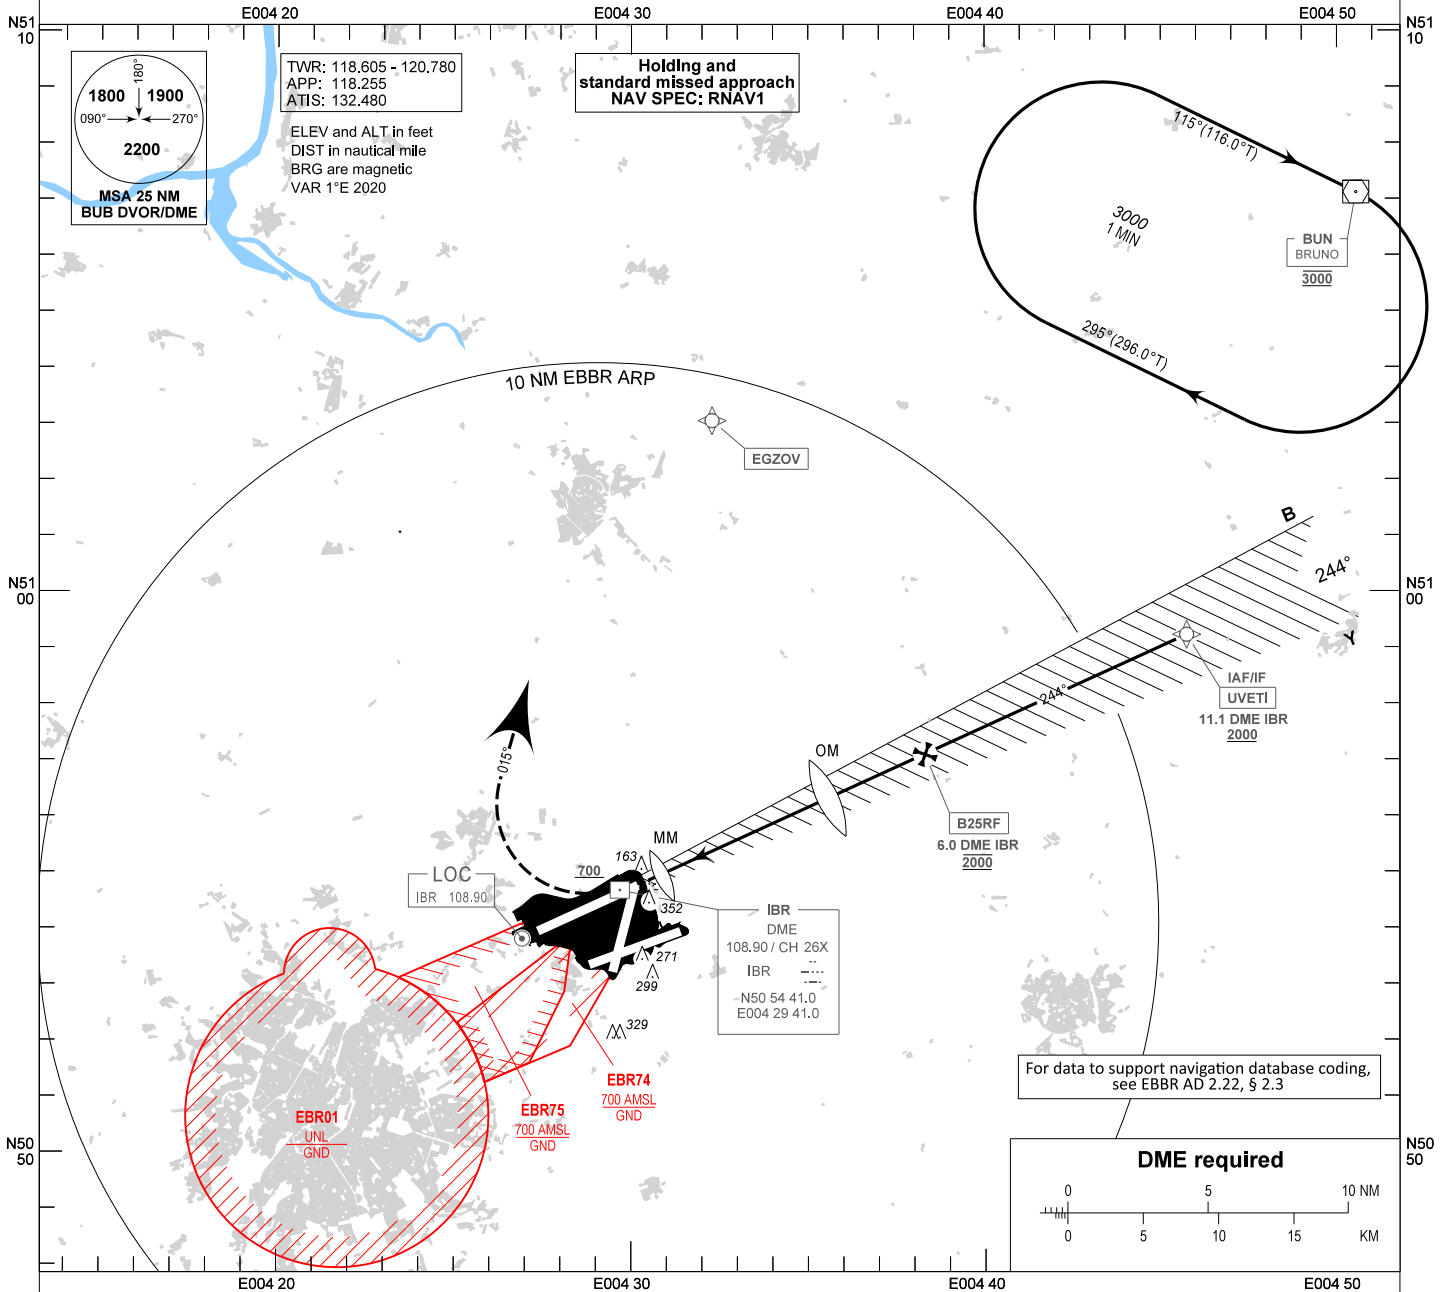 E004 20
E004 30
E004 40
E004 50
N51
10
N51
10
180°
1800
1900
090°
270°
2200
MSA 25 NM
BUB DVOR/DME
TWR: 118.605 - 120.780
APP: 118.255
ATIS: 132.480
ELEV and ALT in feet
DIST in nautical mile
BRG are magnetic
VAR 1°E 2020
Holding and
standard missed approach
NAV SPEC: RNAV1
115°(116.0°T)
3000
1 MIN
BUN
BRUNO
3000
295°(296.0°T)
10 NM EBBR ARP
EGZOV
B
244°
Y
N51
00
N51
00
IAF/IF
UVETI
11.1 DME IBR
2000
244°
OM
015°
B25RF
6.0 DME IBR
2000
MM
163
700
LOC
IBR 108.90
352
IBR
DME
108.90 / CH 26X
IBR
N50 54 41.0
E004 29 41.0
271
299
329
EBR74
700 AMSL
GND
EBR75
700 AMSL
GND
EBR01
UNL
GND
For data to support navigation database coding,
see EBBR AD 2.22, § 2.3
N50
50
N50
50
DME required
0 5 10 NM
0 5 10 15 KM
E004 20
E004 30
E004 40
E004 50